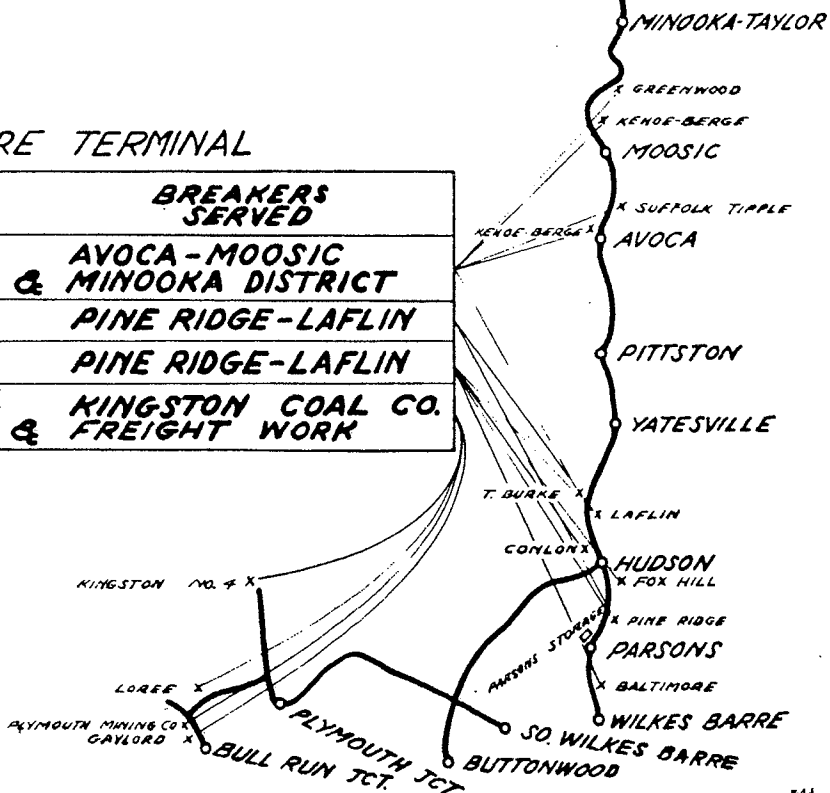 MINOOKA-TAYLOR
GREENWOOD
KEHOE-BERGE
MOOSIC
RE TERMINAL
BREAKERS
SERVED
AVOCA-MOOSIC
& MINOOKA DISTRICT
PINE RIDGE-LAFLIN
PINE RIDGE-LAFLIN
KINGSTON COAL CO.
& FREIGHT WORK
SUFFOLK TIPPLE
KEHOE-BERGE
AVOCA
PITTSTON
YATESVILLE
T. BURKE
LAFLIN
CONLON
HUDSON
FOX HILL
KINGSTON NO. 4
PINE RIDGE
PARSONS STORAGE
PARSONS
LOREE
BALTIMORE
PLYMOUTH MINING CO
GAYLORD
BULL RUN JCT.
PLYMOUTH JCT
SO. WILKES BARRE
WILKES BARRE
BUTTONWOOD